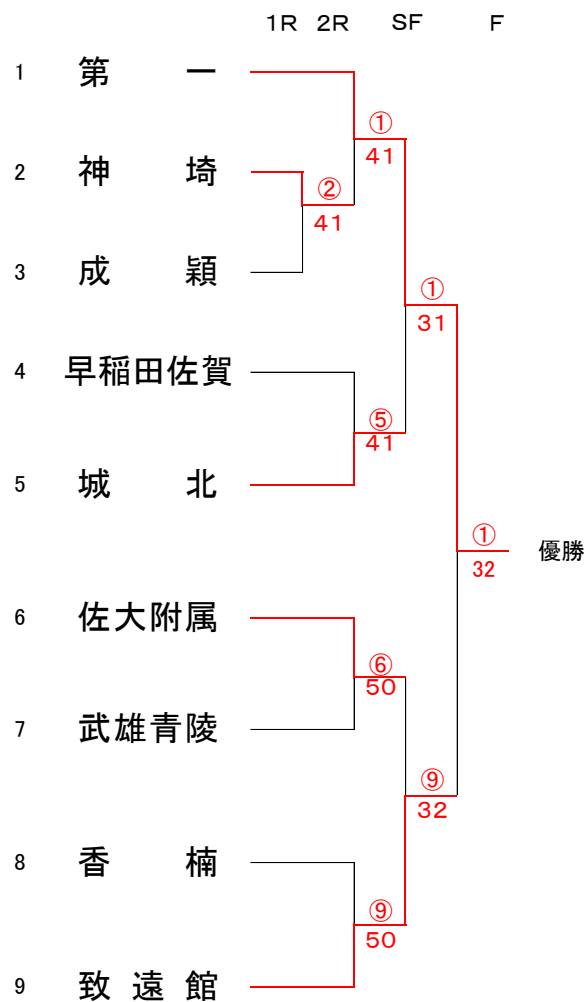 1R 2R SF F
1 第一
①
41
2 神埼
②
41
3 成穎
①
31
4 早稲田佐賀
⑤
41
5 城北
①
32
優勝
6 佐大附属
⑥
50
7 武雄青陵
⑨
32
8 香楠
⑨
50
9 致遠館